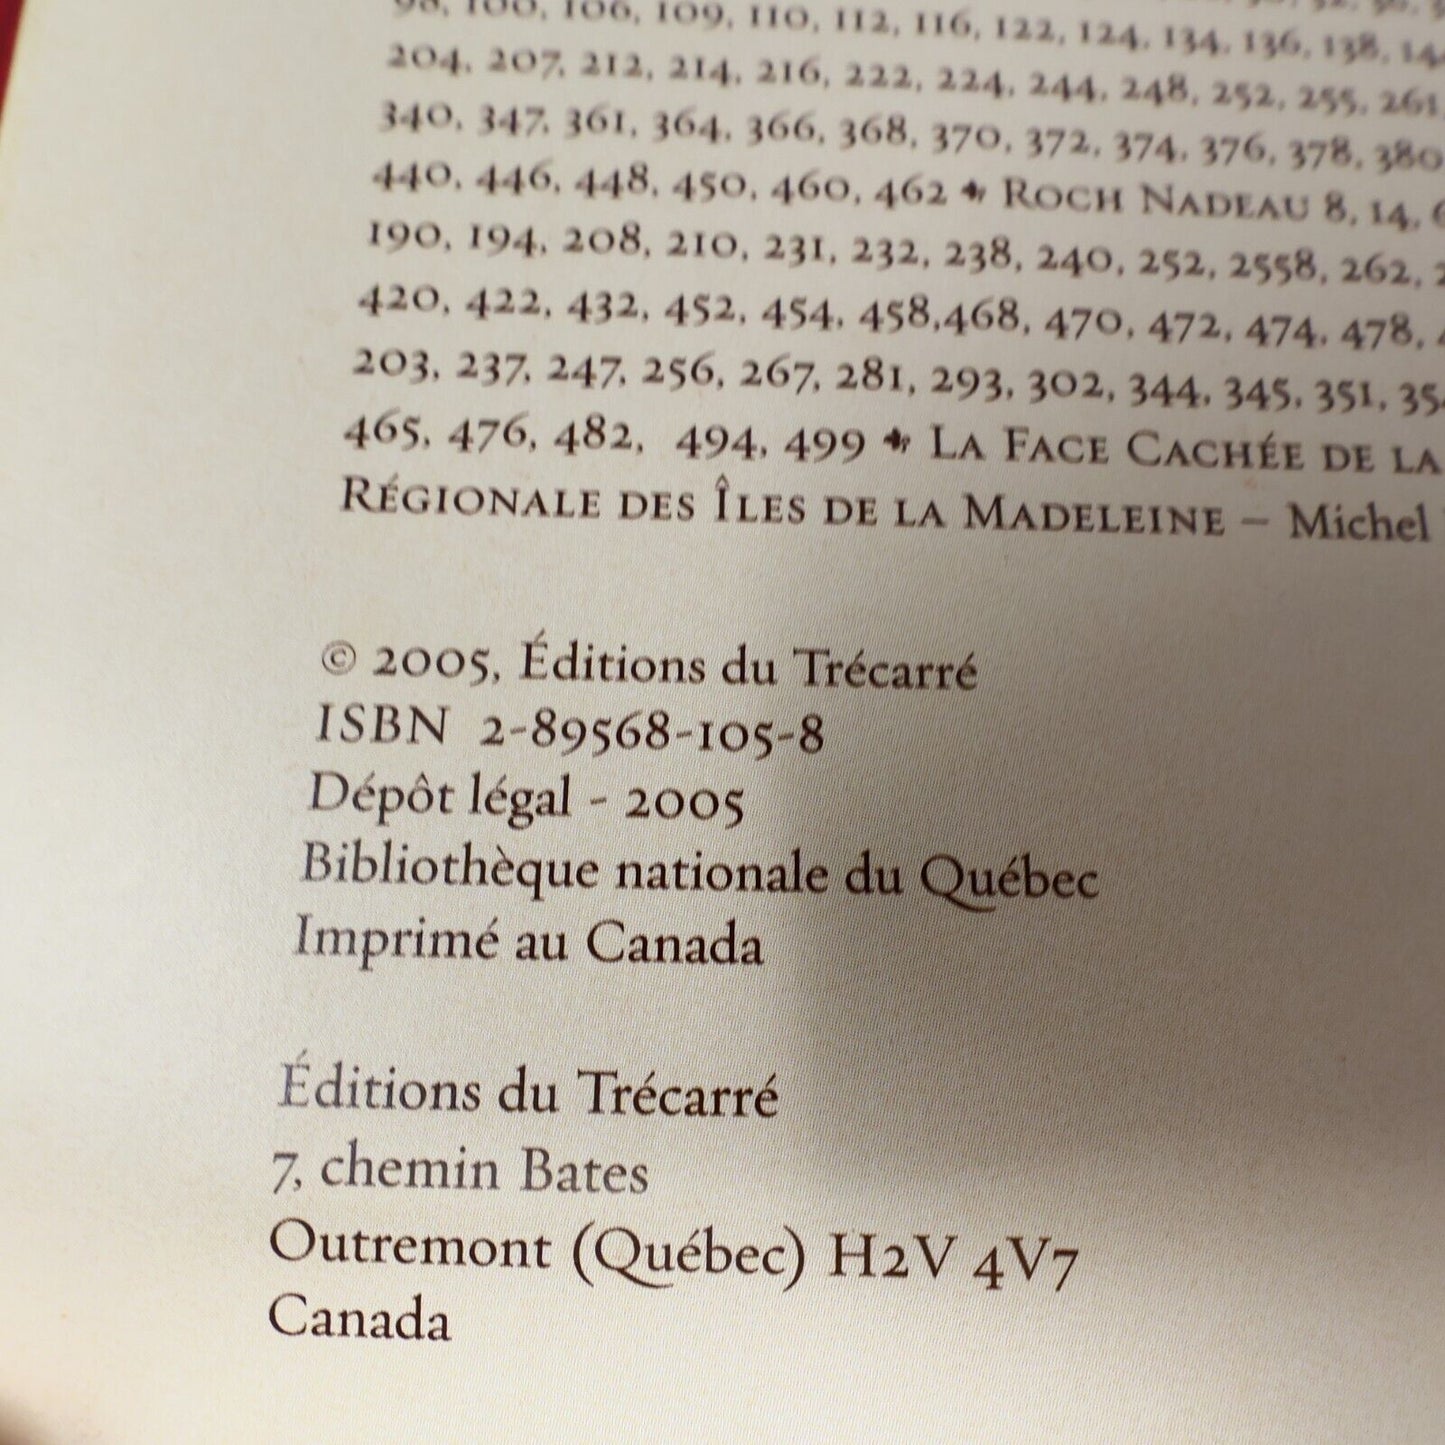 98, 100, 106, 109, 110, 112, 116, 122, 124, 134, 136, 138,
204, 207, 212, 214, 216, 222, 224, 244, 248, 252, 255, 261,
340, 347, 361, 364, 366, 368, 370, 372, 374, 376, 378, 380
440, 446, 448, 450, 460, 462 ROCH NADEAU 8, 14,
190, 194, 208, 210, 231, 232, 238, 240, 252, 2558, 262,
420, 422, 432, 452, 454, 458,468, 470, 472, 474, 478,
203, 237, 247, 256, 267, 281, 293, 302, 344, 345, 351,
465, 476, 482, 494, 499 LA FACE CACHÉE DE LA
RÉGIONALE DES ÎLES DE LA MADELEINE – Michel
© 2005, Éditions du Trécarré
ISBN 2-89568-105-8
Dépôt légal - 2005
Bibliothèque nationale du Québec
Imprimé au Canada
Éditions du Trécarré
7, chemin Bates
Outremont (Québec) H2V 4V7
Canada